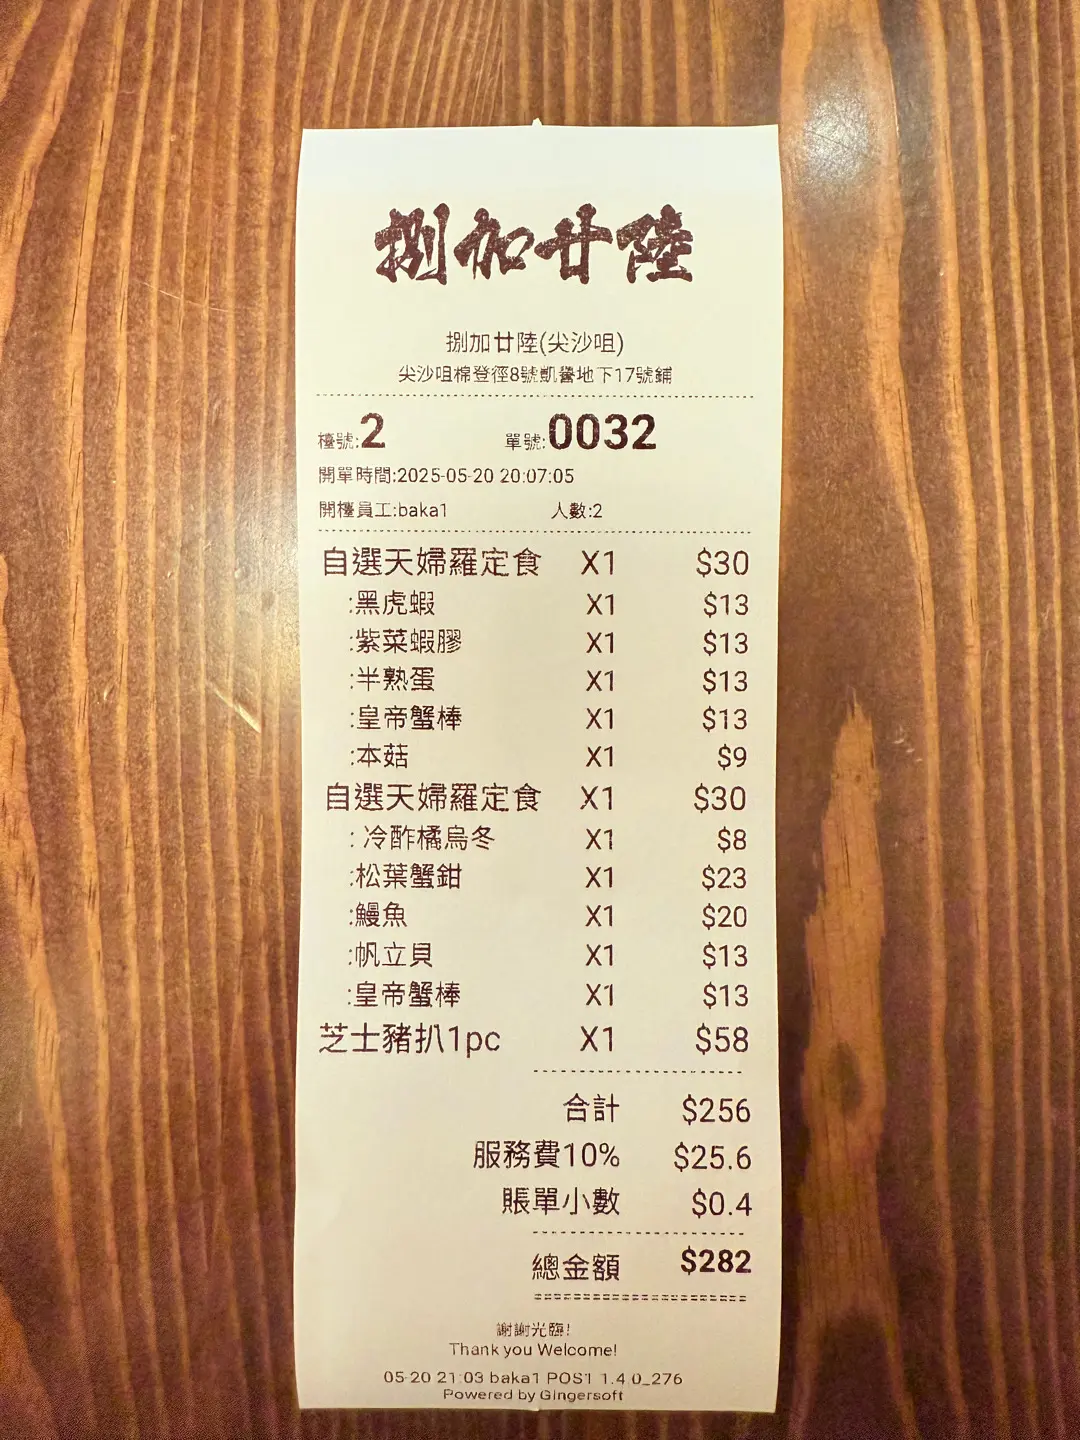 捌加廿陸
捌加廿陸(尖沙咀)
尖沙咀棉登徑8號凱譽地下17號鋪
檯號:2 單號:0032
開單時間:2025-05-20 20:07:05
開檯員工:baka1 人數:2
自選天婦羅定食 X1 $30
:黑虎蝦 X1 $13
:紫菜蝦膠 X1 $13
:半熟蛋 X1 $13
:皇帝蟹棒 X1 $13
:本菇 X1 $9
自選天婦羅定食 X1 $30
:冷酢橘烏冬 X1 $8
:松葉蟹鉗 X1 $23
:鰻魚 X1 $20
:帆立貝 X1 $13
:皇帝蟹棒 X1 $13
芝士豬扒1pc X1 $58
合計 $256
服務費10% $25.6
賬單小數 $0.4
總金額 $282
謝謝光臨!
Thank you Welcome!
05-20 21:03 baka1 POS1 1.4.0_276
Powered by Gingersoft